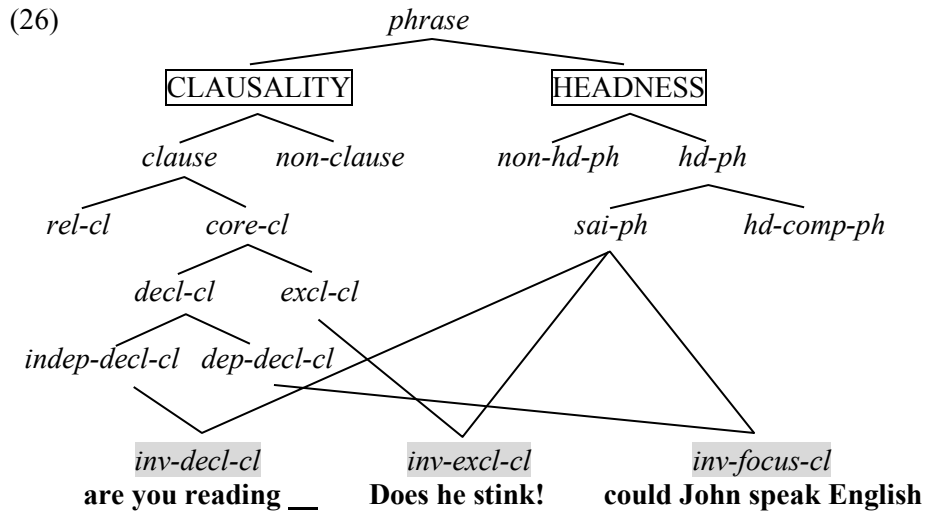 (26) phrase
CLAUSALITY HEADNESS
clause non-clause non-hd-ph hd-ph
rel-cl core-cl sai-ph hd-comp-ph
decl-cl excl-cl
indep-decl-cl dep-decl-cl
inv-decl-cl inv-excl-cl inv-focus-cl
are you reading __ Does he stink! could John speak English